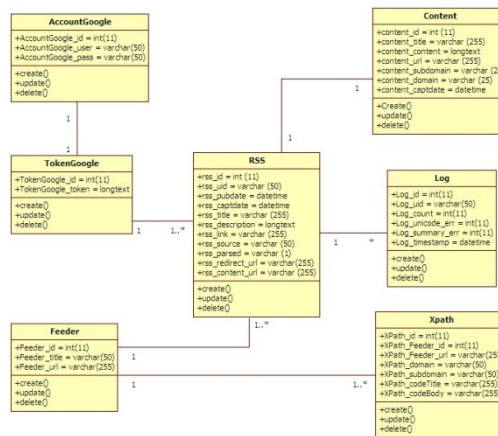 AccountGoogle
+AccountGoogle_id = int(11)
+AccountGoogle_user = varchar(50)
+AccountGoogle_pass = varchar(50)
+create()
+update()
+delete()
1
1
TokenGoogle
+TokenGoogle_id = int(11)
+TokenGoogle_token = longtext
+create()
+update()
+delete()
1
1..*
RSS
+rss_id = int (11)
+rss_uid = varchar (50)
+rss_pubdate = datetime
+rss_captdate = datetime
+rss_title = varchar (255)
+rss_description = longtext
+rss_link = varchar (255)
+rss_source = varchar (50)
+rss_parsed = varchar (1)
+rss_redirect_url = varchar(255)
+rss_content_url = varchar (255)
+create()
+update()
+delete()
1
1
Content
+content_id = int (11)
+content_title = varchar (255)
+content_content = longtext
+content_url = varchar (255)
+content_subdomain = varchar (2
+content_domain = varchar (25)
+content_captdate = datetime
+Create()
+update()
+delete()
1
*
Log
+Log_id = int(11)
+Log_uid = varchar(50)
+Log_count = int(11)
+Log_unicode_err = int(11)
+Log_summary_err = int(11)
+Log_timestamp = datetime
+create()
+update()
+delete()
1..*
1
Feeder
+Feeder_id = int(11)
+Feeder_title = varchar(50)
+Feeder_url = varchar(255)
+create()
+update()
+delete()
1
1..*
Xpath
+XPath_id = int(11)
+XPath_Feeder_id = int(11)
+XPath_Feeder_url = varchar(25
+XPath_domain = varchar(50)
+XPath_subdomain = varchar(50)
+XPath_codeTitle = varchar(255)
+XPath_codeBody = varchar(255)
+create()
+update()
+delete()